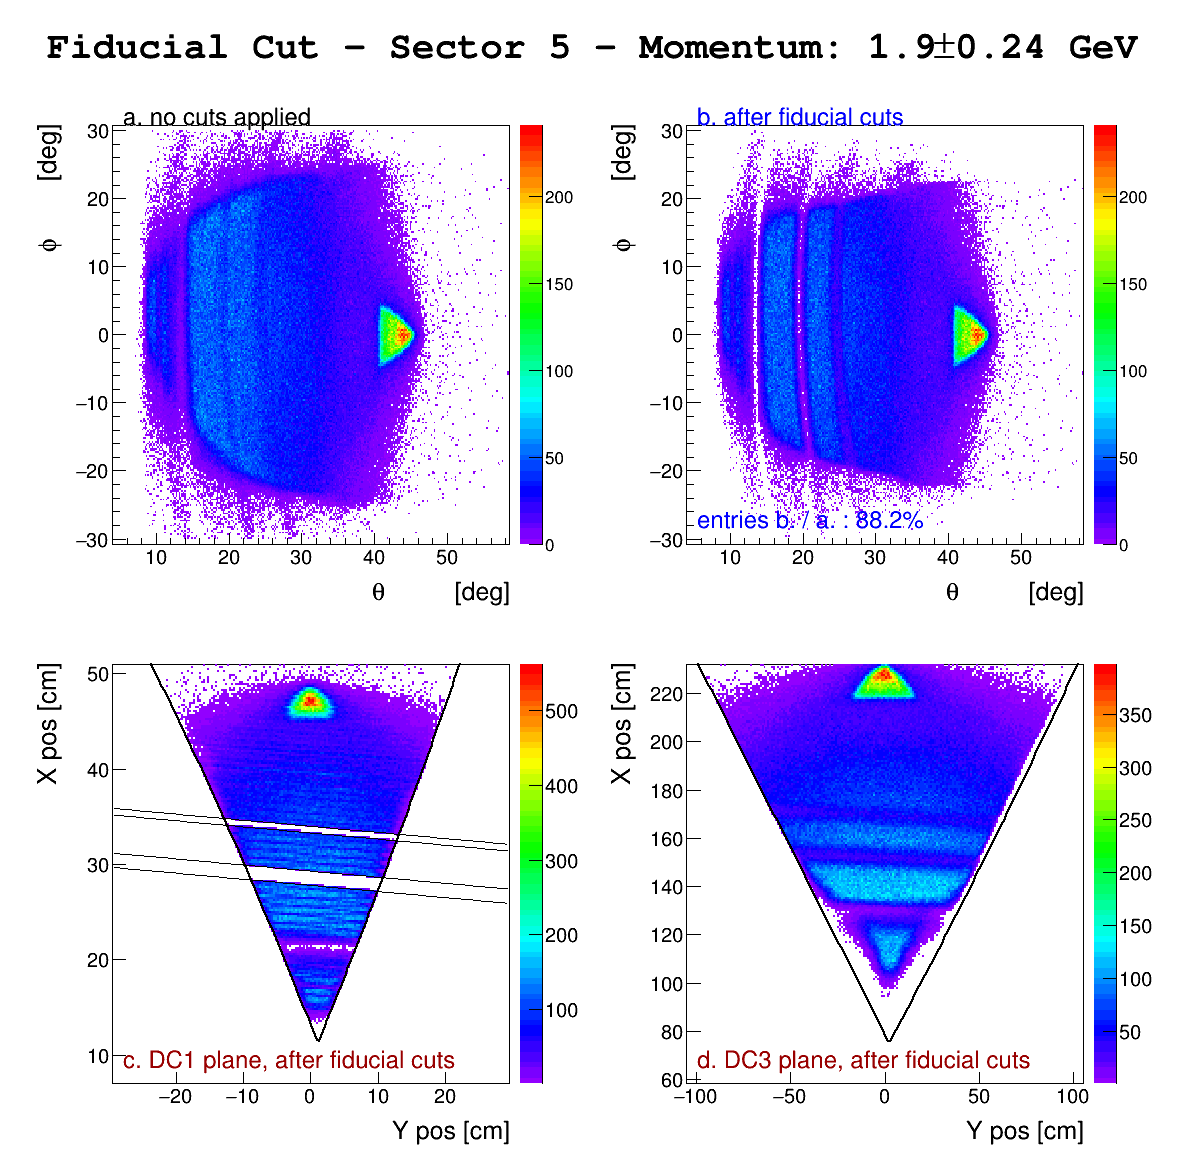 Fiducial Cut – Sector 5 – Momentum: 1.9±0.24 GeV
a. no cuts applied
ϕ [deg]
30
20
10
0
−10
−20
−30
10 20 30 40 50
θ [deg]
200
150
100
50
0
b. after fiducial cuts
ϕ [deg]
30
20
10
0
−10
−20
−30
entries b. / a. : 88.2%
10 20 30 40 50
θ [deg]
200
150
100
50
0
X pos [cm]
50
40
30
20
10
c. DC1 plane, after fiducial cuts
−20 −10 0 10 20
Y pos [cm]
500
400
300
200
100
X pos [cm]
220
200
180
160
140
120
100
80
60
d. DC3 plane, after fiducial cuts
−100 −50 0 50 100
Y pos [cm]
350
300
250
200
150
100
50